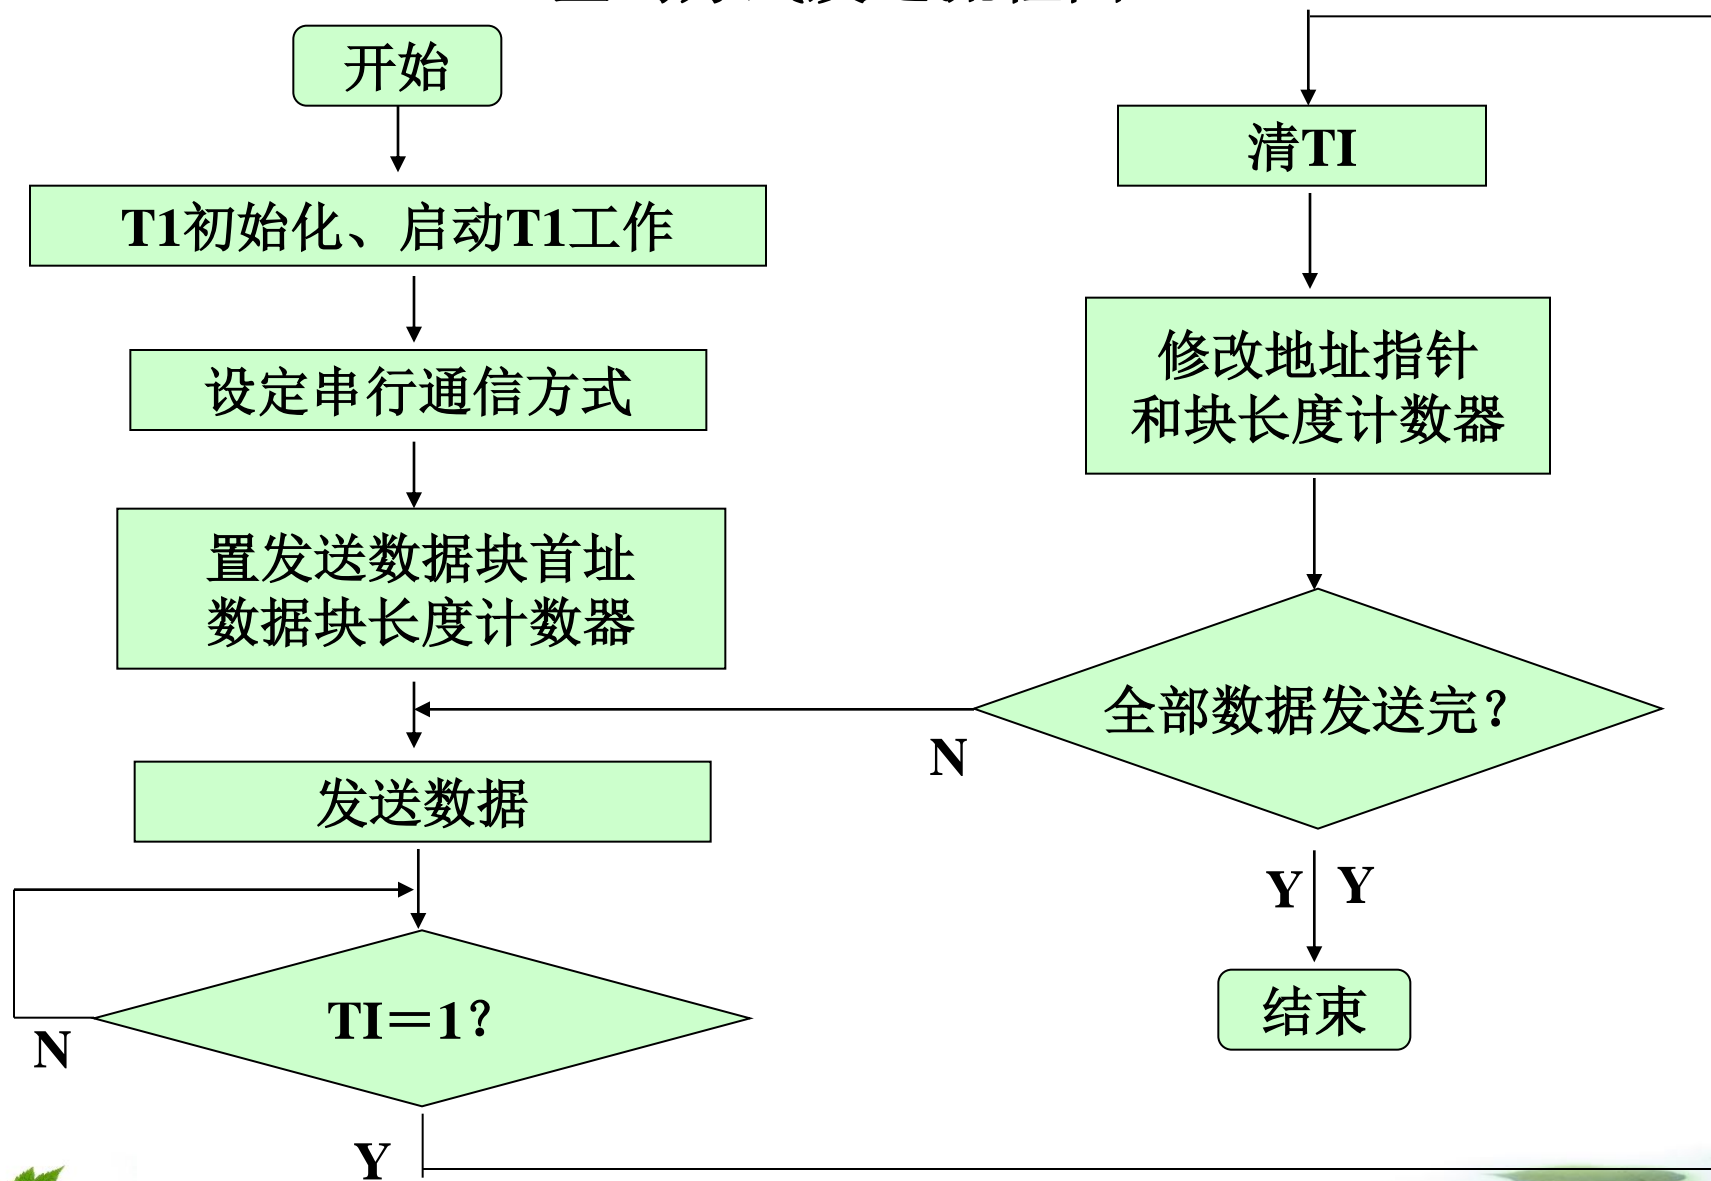 开始
T1初始化、启动T1工作
设定串行通信方式
置发送数据块首址
数据块长度计数器
发送数据
TI＝1？
N
Y
清TI
修改地址指针
和块长度计数器
全部数据发送完？
N
Y Y
结束